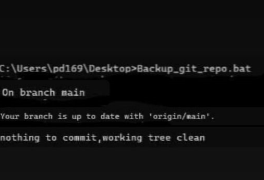 C:\Users\pd169\Desktop>Backup_git_repo.bat
On branch main
Your branch is up to date with 'origin/main'.
nothing to commit,working tree clean